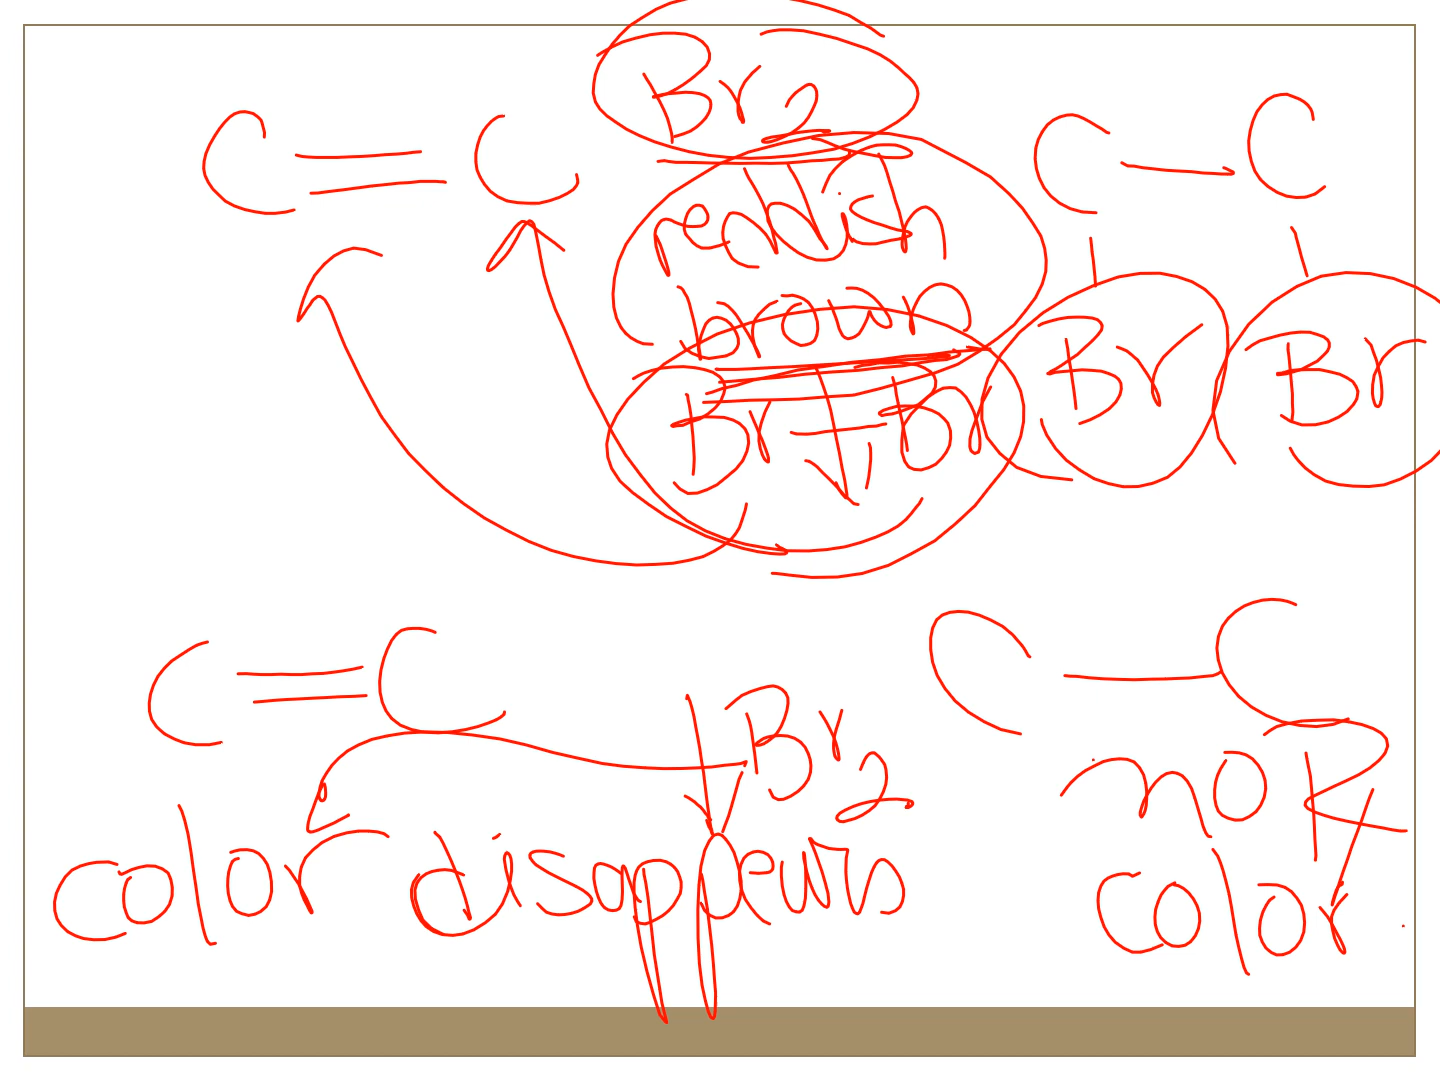 C = C Br2 C - C
reddish
brown
Br - Br Br Br
C = C C - C
Br2 no
color disappears color